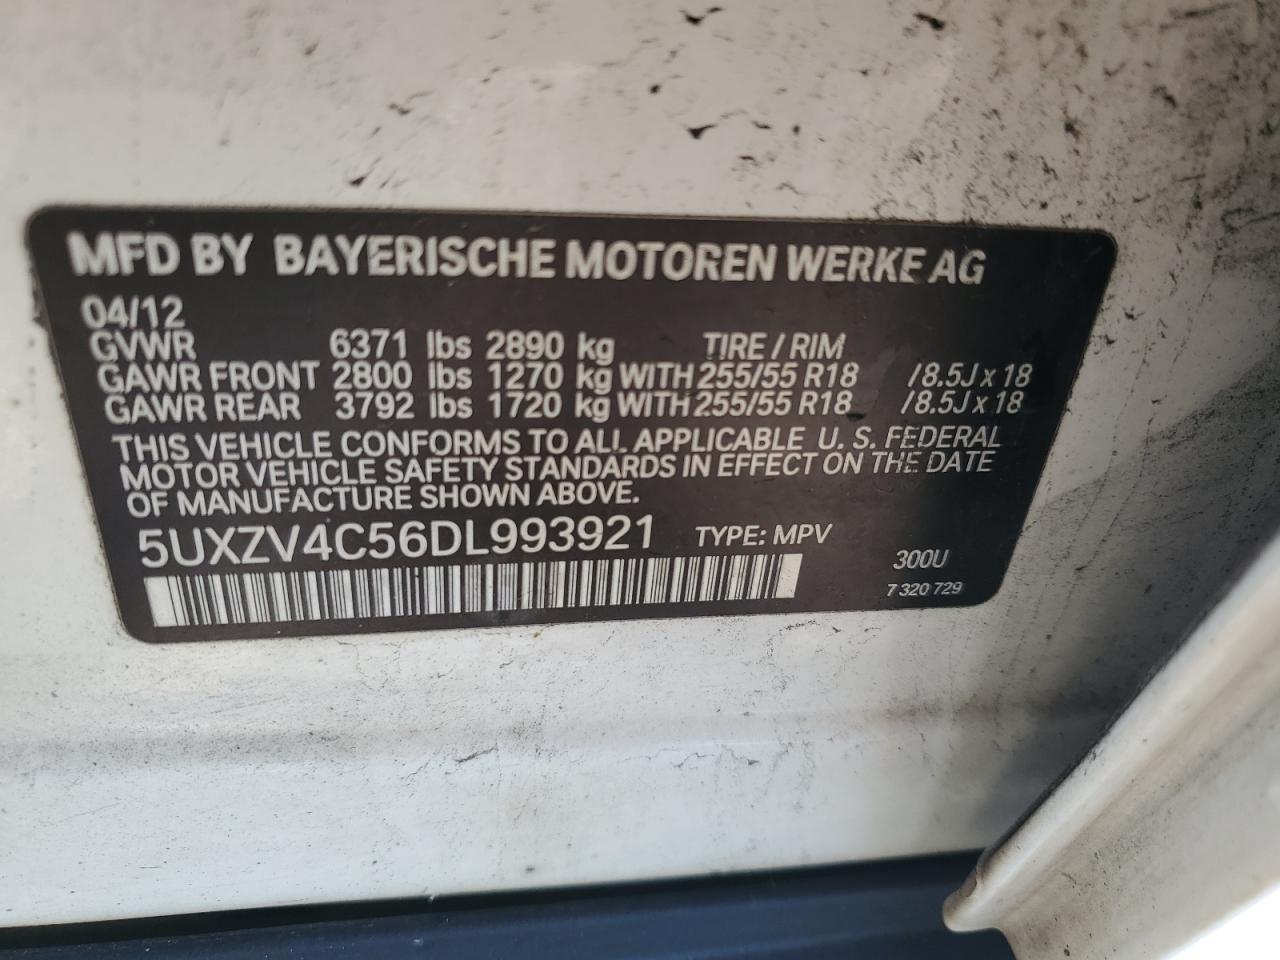 MFD BY BAYERISCHE MOTOREN WERKE AG
04/12
GVWR 6371 lbs 2890 kg TIRE / RIM
GAWR FRONT 2800 lbs 1270 kg WITH 255/55 R18 /8.5J x 18
GAWR REAR 3792 lbs 1720 kg WITH 255/55 R18 /8.5J x 18
THIS VEHICLE CONFORMS TO ALL APPLICABLE U. S. FEDERAL
MOTOR VEHICLE SAFETY STANDARDS IN EFFECT ON THE DATE
OF MANUFACTURE SHOWN ABOVE.
5UXZV4C56DL993921 TYPE: MPV
300U
7 320 729